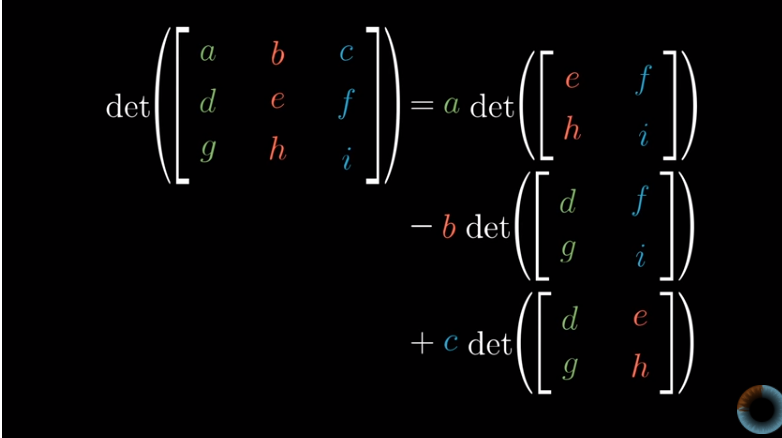 det([a b c
d e f
g h i]) = a det([e f
h i])
− b det([d f
g i])
+ c det([d e
g h])